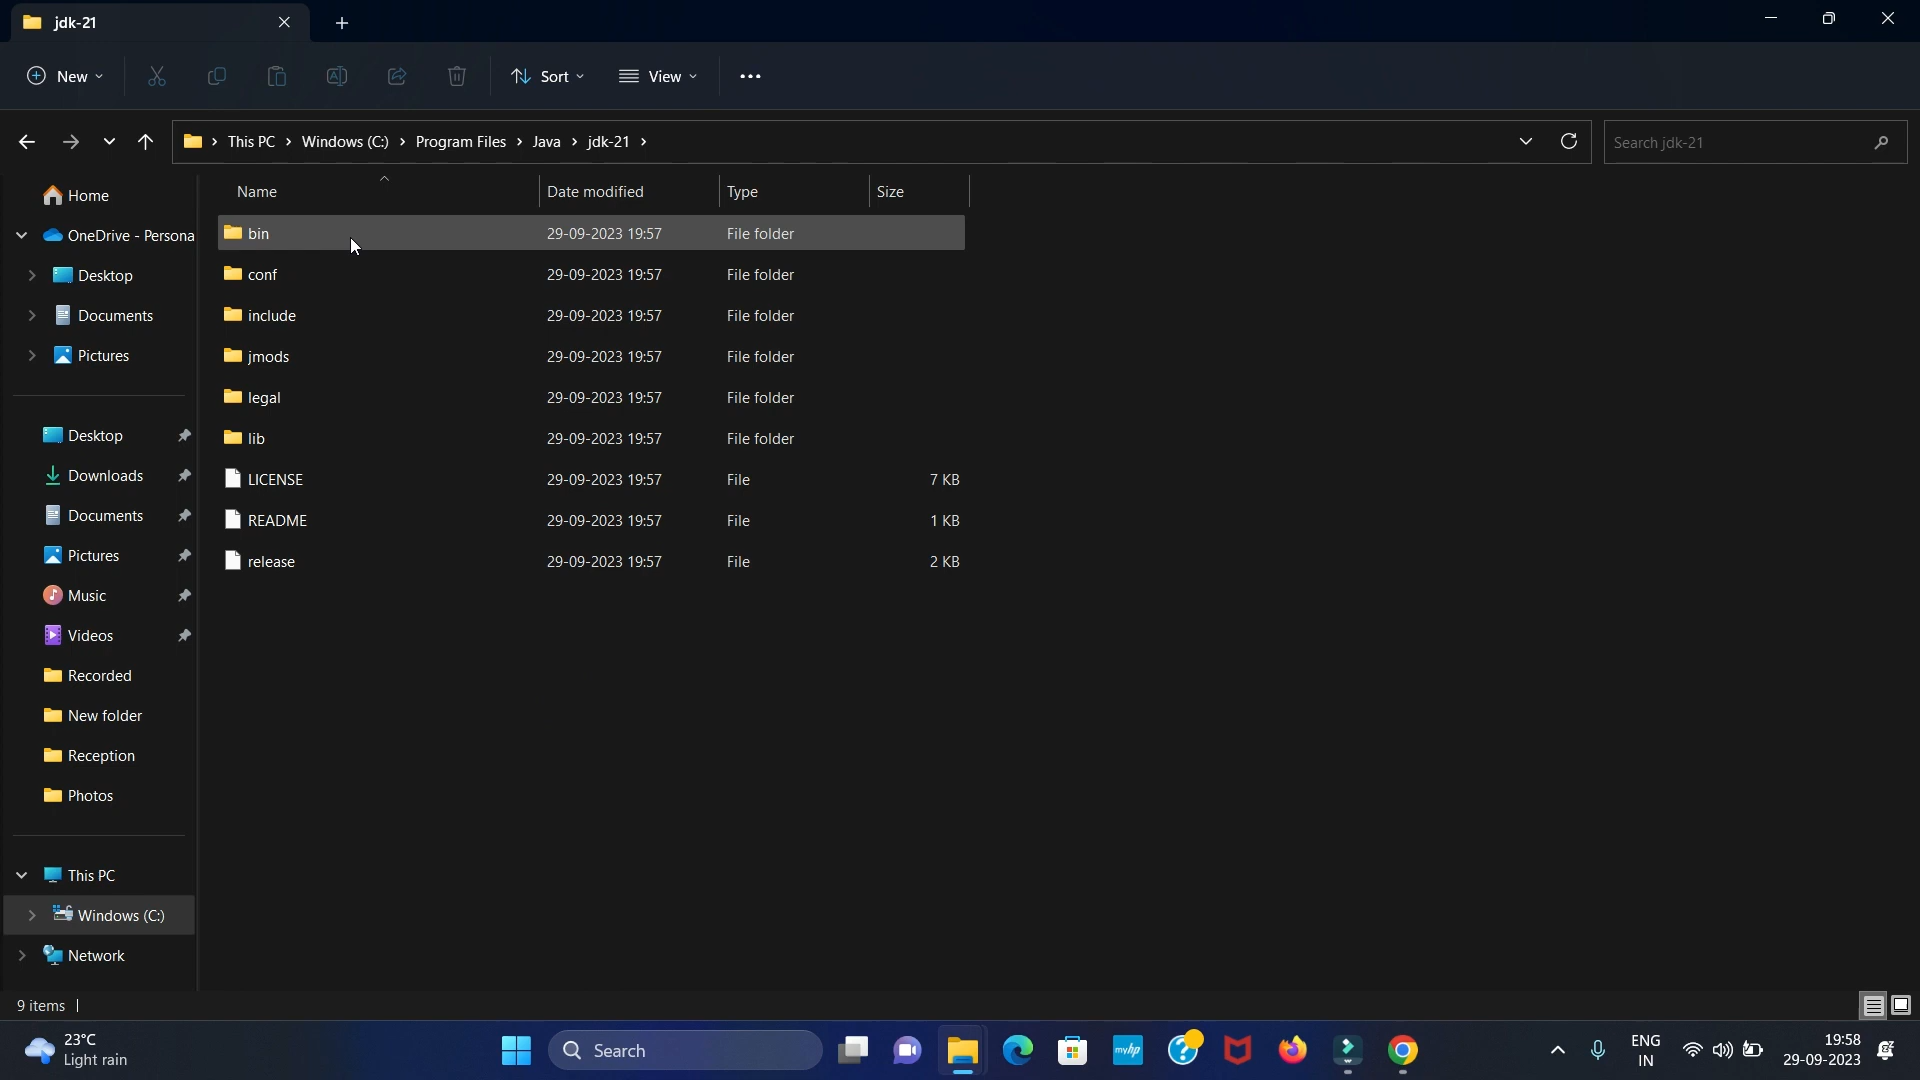 jdk-21
New
Sort
View
This PC > Windows (C:) > Program Files > Java > jdk-21 >
Search jdk-21
Name Date modified Type Size
bin 29-09-2023 19:57 File folder
conf 29-09-2023 19:57 File folder
include 29-09-2023 19:57 File folder
jmods 29-09-2023 19:57 File folder
legal 29-09-2023 19:57 File folder
lib 29-09-2023 19:57 File folder
LICENSE 29-09-2023 19:57 File 7 KB
README 29-09-2023 19:57 File 1 KB
release 29-09-2023 19:57 File 2 KB
Home
OneDrive - Persona
Desktop
Documents
Pictures
Desktop
Downloads
Documents
Pictures
Music
Videos
Recorded
New folder
Reception
Photos
This PC
Windows (C:)
Network
9 items
23°C
Light rain
Search
myhp
ENG
IN
19:58
29-09-2023